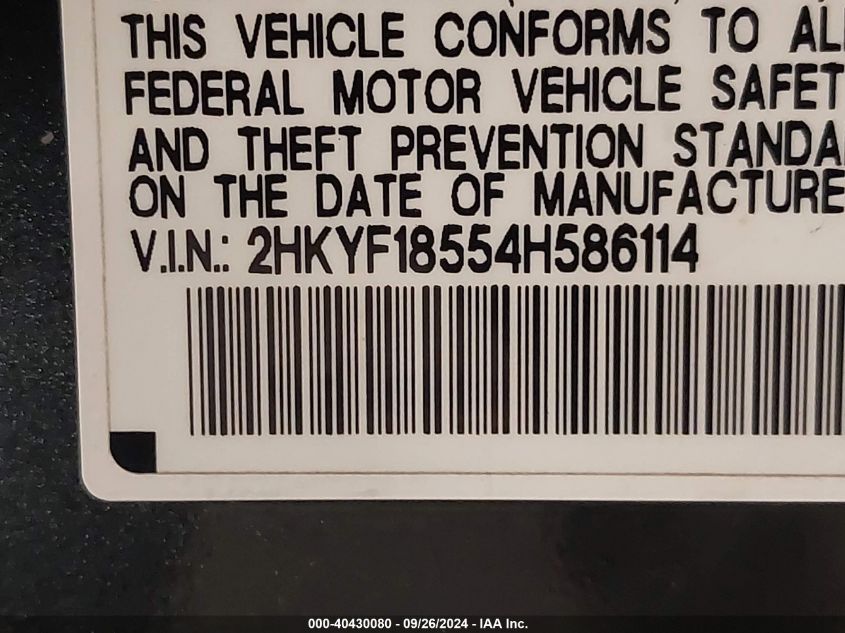 THIS VEHICLE CONFORMS TO ALL
FEDERAL MOTOR VEHICLE SAFET
AND THEFT PREVENTION STANDA
ON THE DATE OF MANUFACTURE
V.I.N.: 2HKYF18554H586114
000-40430080 - 09/26/2024 - IAA Inc.